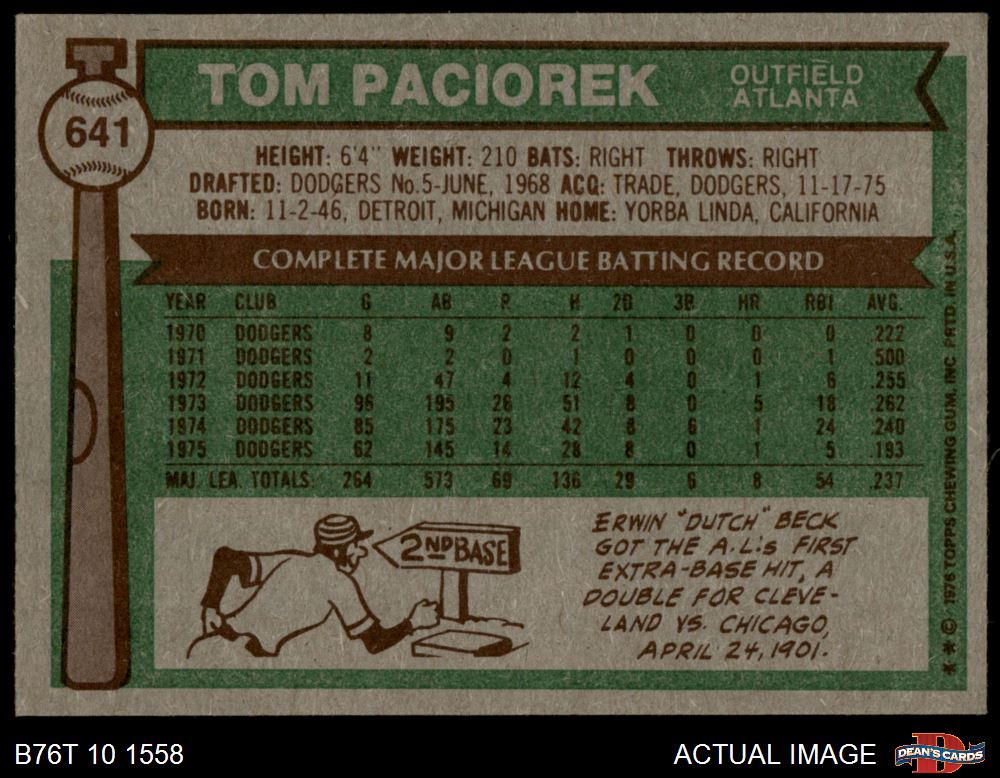 641
TOM PACIOREK
OUTFIELD
ATLANTA
HEIGHT: 6'4" WEIGHT: 210 BATS: RIGHT THROWS: RIGHT
DRAFTED: DODGERS No.5-JUNE, 1968 ACQ: TRADE, DODGERS, 11-17-75
BORN: 11-2-46, DETROIT, MICHIGAN HOME: YORBA LINDA, CALIFORNIA
COMPLETE MAJOR LEAGUE BATTING RECORD
YEAR CLUB G AB R H 2B 3B HR RBI AVG.
1970 DODGERS 8 9 2 2 1 0 0 0 .222
1971 DODGERS 2 2 0 1 0 0 0 1 .500
1972 DODGERS 11 47 4 12 4 0 1 6 .255
1973 DODGERS 96 195 26 51 8 0 5 18 .262
1974 DODGERS 85 175 23 42 8 6 1 24 .240
1975 DODGERS 62 145 14 28 8 0 1 5 .193
MAJ. LEA. TOTALS: 264 573 69 136 29 6 8 54 .237
2ND BASE
ERWIN "DUTCH" BECK
GOT THE A.L.'s FIRST
EXTRA-BASE HIT, A
DOUBLE FOR CLEVE-
LAND VS. CHICAGO,
APRIL 24, 1901.
* * © 1976 TOPPS CHEWING GUM, INC PRTD. IN U.S.A.
B76T 10 1558
ACTUAL IMAGE
DEAN'S CARDS